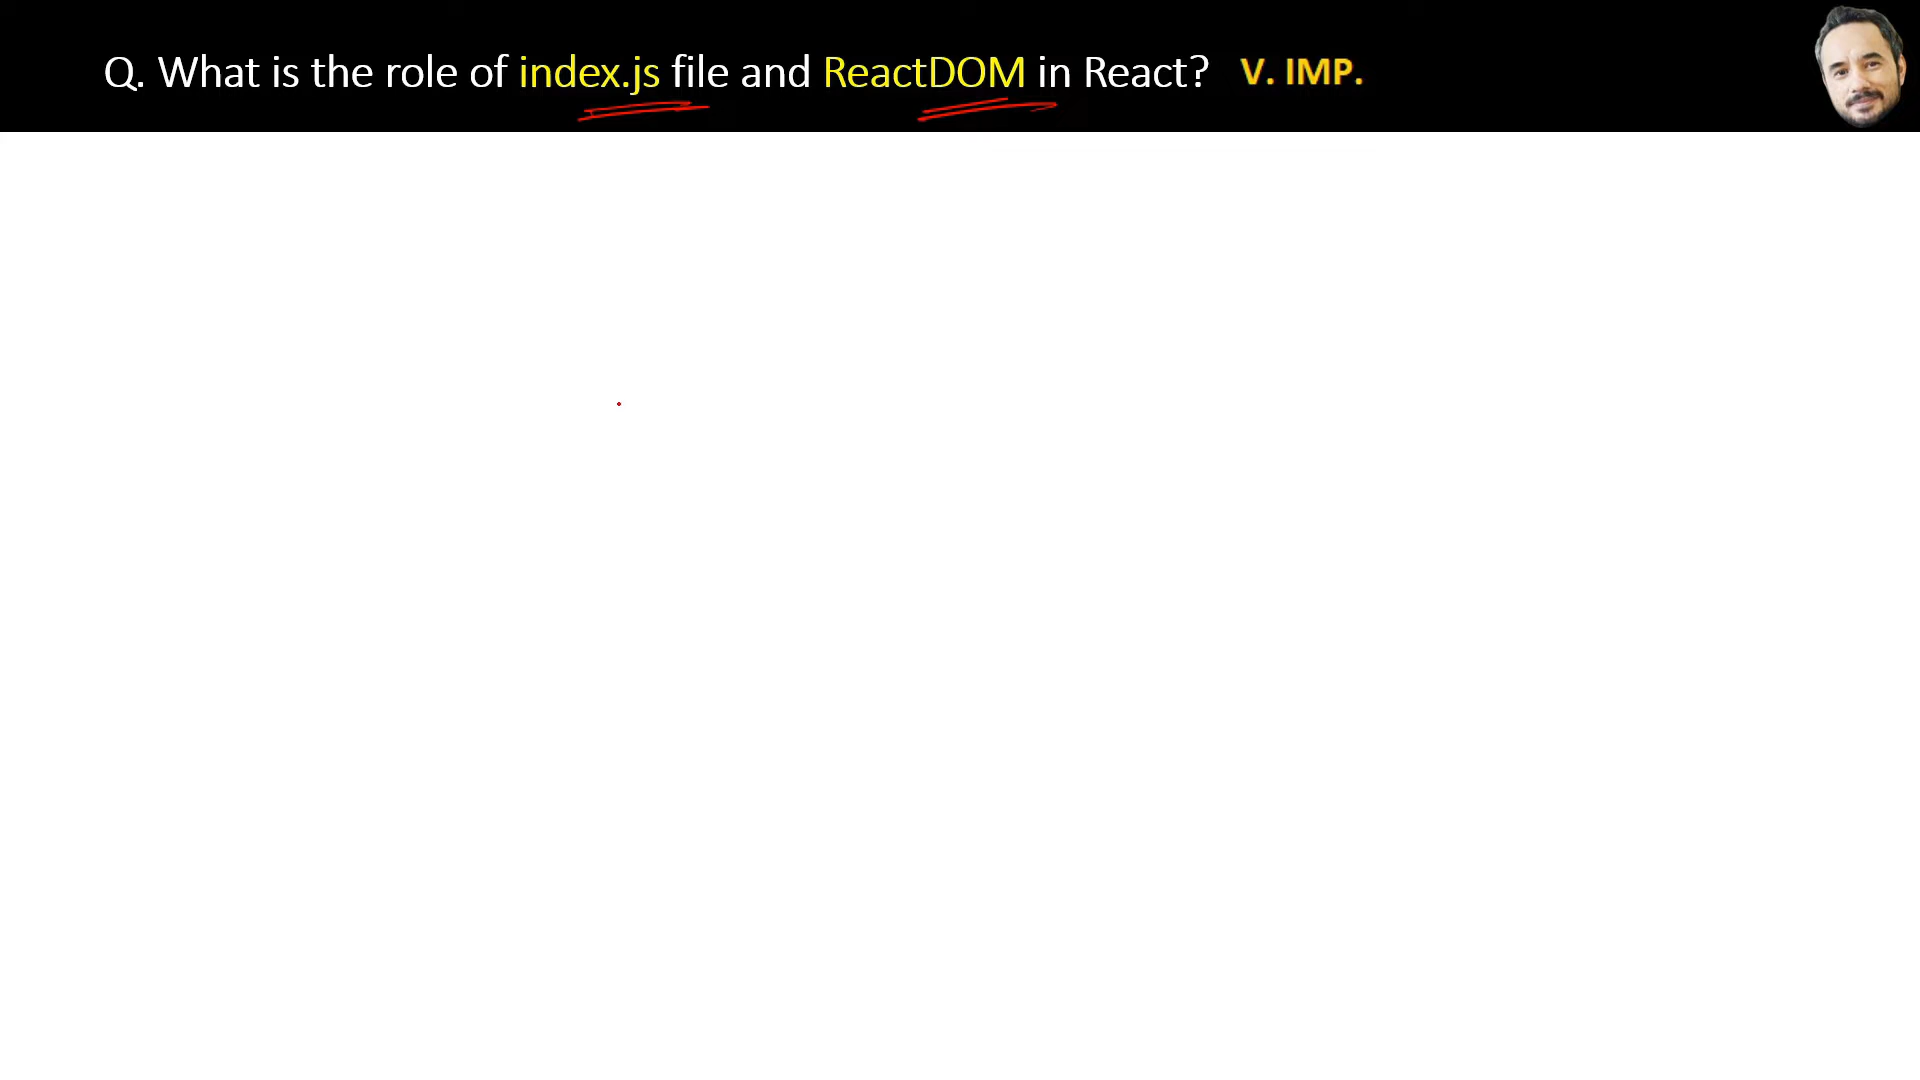 Q. What is the role of index.js file and ReactDOM in React? V. IMP.